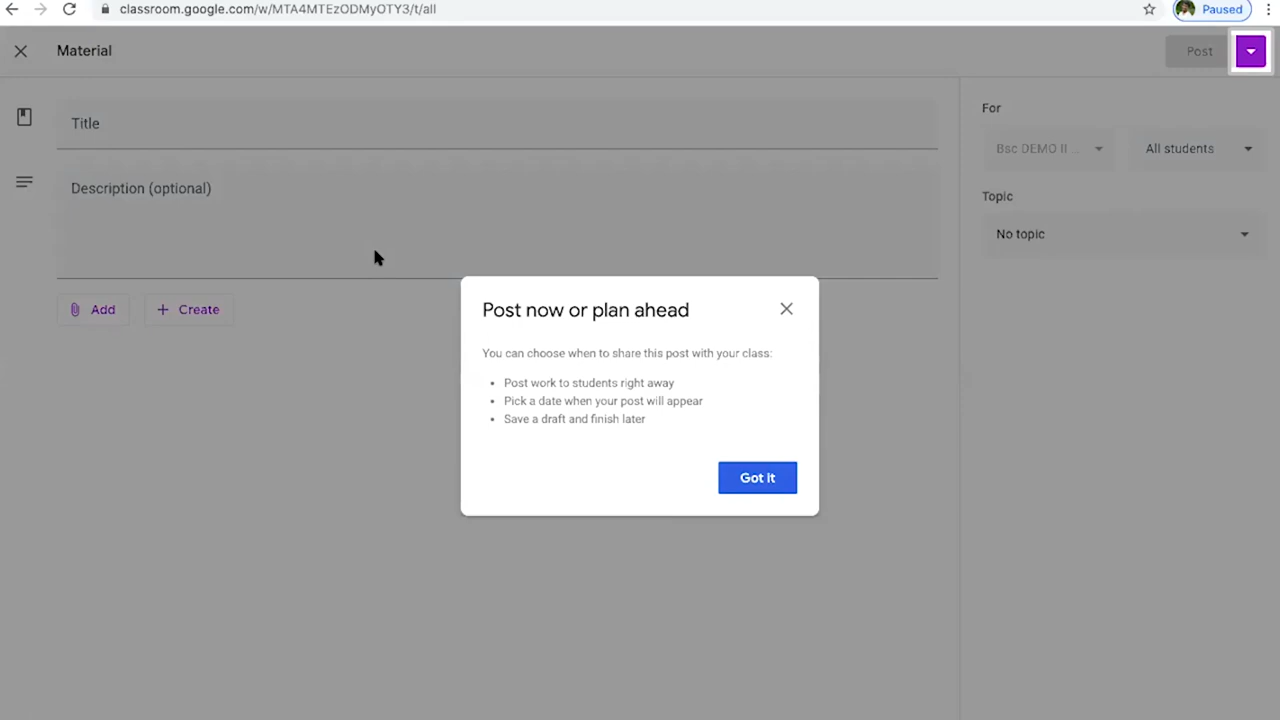 classroom.google.com/w/MTA4MTEzODMyOTY3/t/all
Paused
Material
Post
Title
For
Bsc DEMO II ...
All students
Description (optional)
Topic
No topic
Add
Create
Post now or plan ahead
You can choose when to share this post with your class:
• Post work to students right away
• Pick a date when your post will appear
• Save a draft and finish later
Got it